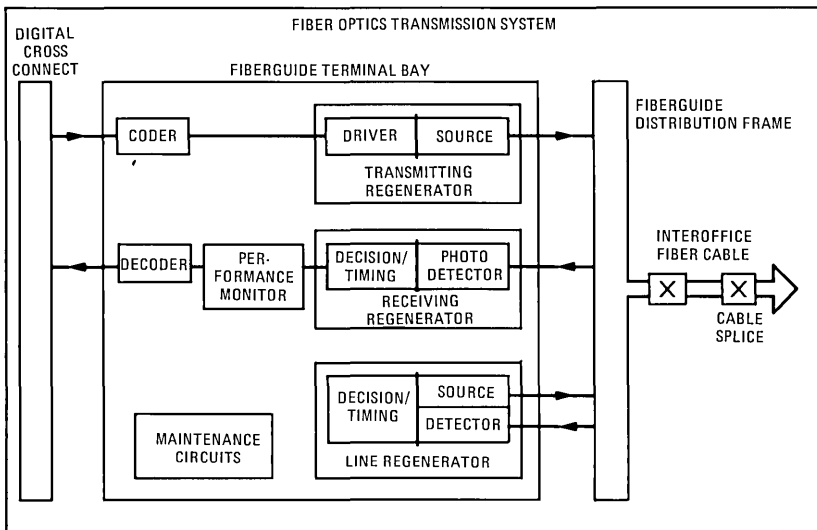 FIBER OPTICS TRANSMISSION SYSTEM
DIGITAL
CROSS
CONNECT
FIBERGUIDE TERMINAL BAY
FIBERGUIDE
DISTRIBUTION FRAME
CODER
DRIVER
SOURCE
TRANSMITTING
REGENERATOR
DECODER
PER-
FORMANCE
MONITOR
DECISION/
TIMING
PHOTO
DETECTOR
RECEIVING
REGENERATOR
INTEROFFICE
FIBER CABLE
X
X
CABLE
SPLICE
DECISION/
TIMING
SOURCE
DETECTOR
LINE REGENERATOR
MAINTENANCE
CIRCUITS